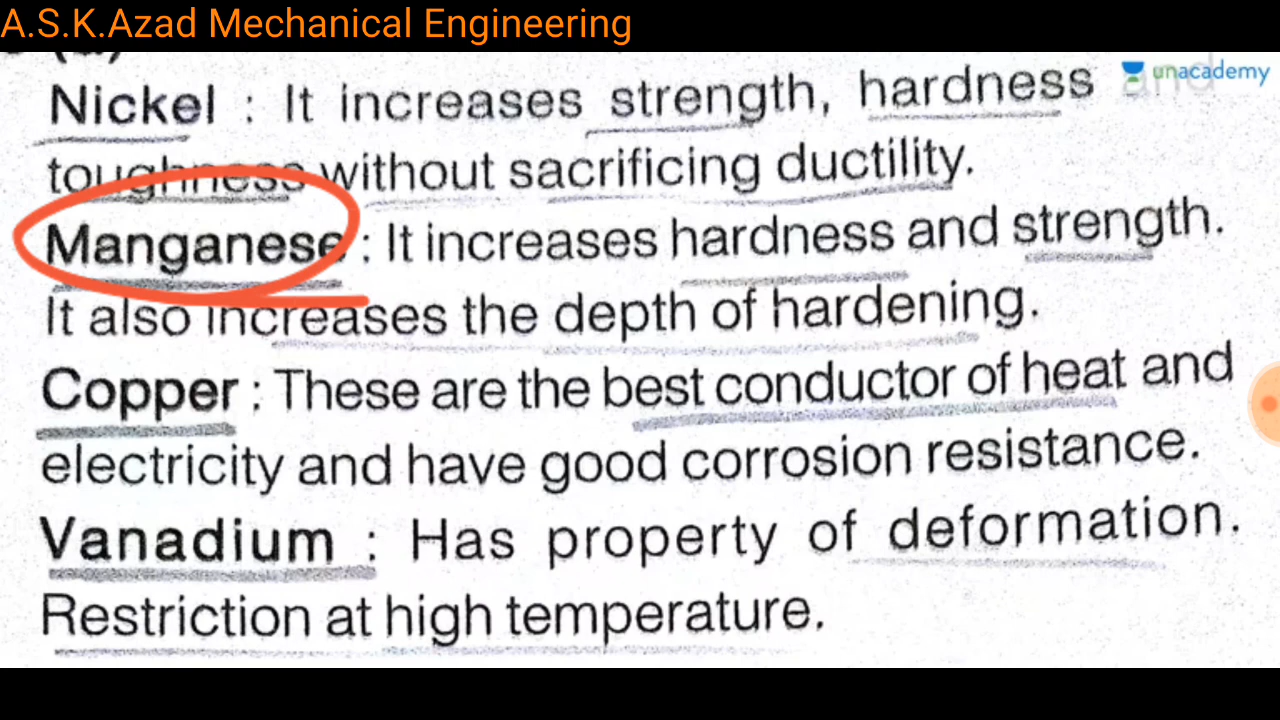 A.S.K.Azad Mechanical Engineering
unacademy
Nickel : It increases strength, hardness and
toughness without sacrificing ductility.
Manganese : It increases hardness and strength.
It also increases the depth of hardening.
Copper : These are the best conductor of heat and
electricity and have good corrosion resistance.
Vanadium : Has property of deformation.
Restriction at high temperature.